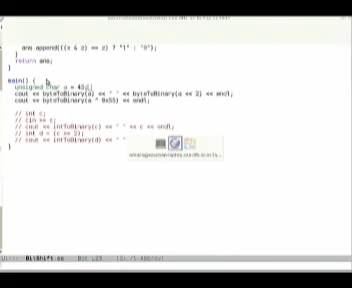 ans.append(((x & z) == z) ? "1" : "0");
}
return ans;
}
main() {
unsigned char a = 43;
cout << byteToBinary(a) << " " << byteToBinary(a << 2) << endl;
cout << byteToBinary(a ^ 0x55) << endl;
// int c;
// cin >> c;
// cout << intToBinary(c) << " " << c << endl;
// int d = (c >> 2);
// cout << intToBinary(d) << "
}
BitShift.cc